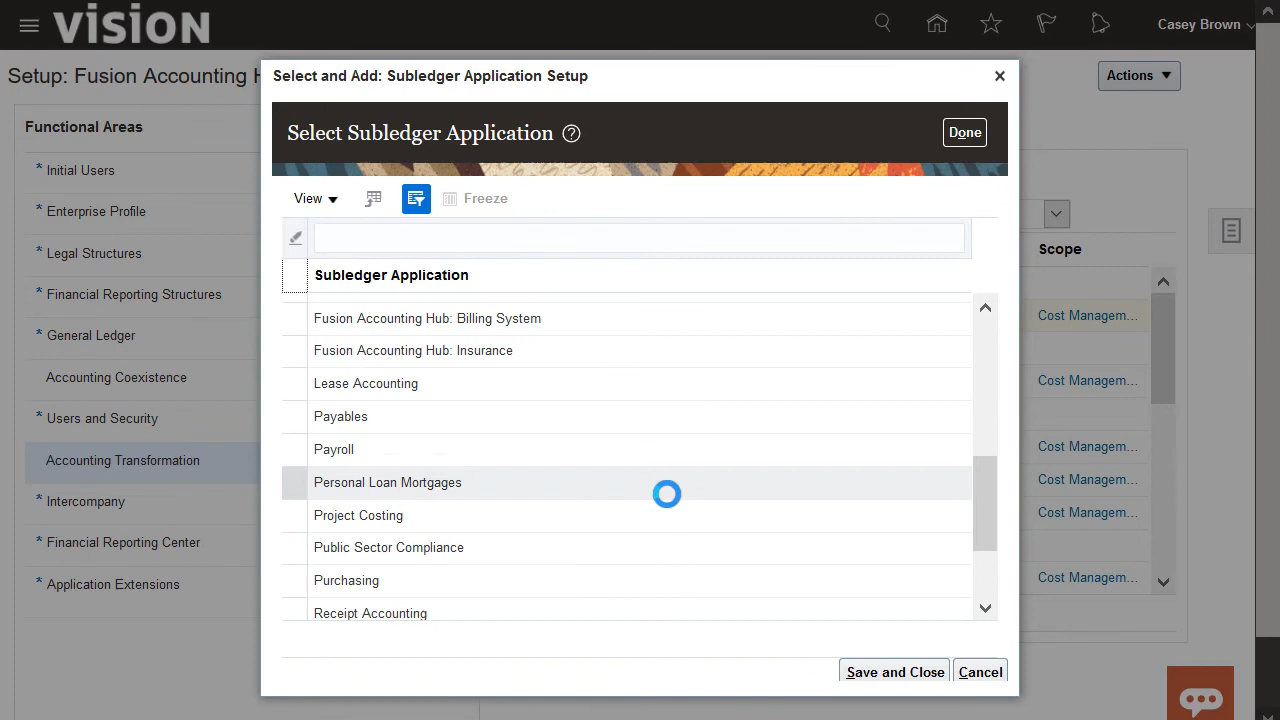 vision
Casey Brown
Setup: Fusion Accounting H
Actions
Functional Areas
* Initial Users
* Enterprise Profile
* Legal Structures
* Financial Reporting Structures
* General Ledger
Accounting Coexistence
* Users and Security
Accounting Transformation
* Intercompany
* Financial Reporting Center
* Application Extensions
Select and Add: Subledger Application Setup
Select Subledger Application
Done
View
Freeze
Subledger Application
Fusion Accounting Hub: Billing System
Fusion Accounting Hub: Insurance
Lease Accounting
Payables
Payroll
Personal Loan Mortgages
Project Costing
Public Sector Compliance
Purchasing
Receipt Accounting
Save and Close
Cancel
Scope
Cost Managem...
Cost Managem...
Cost Managem...
Cost Managem...
Cost Managem...